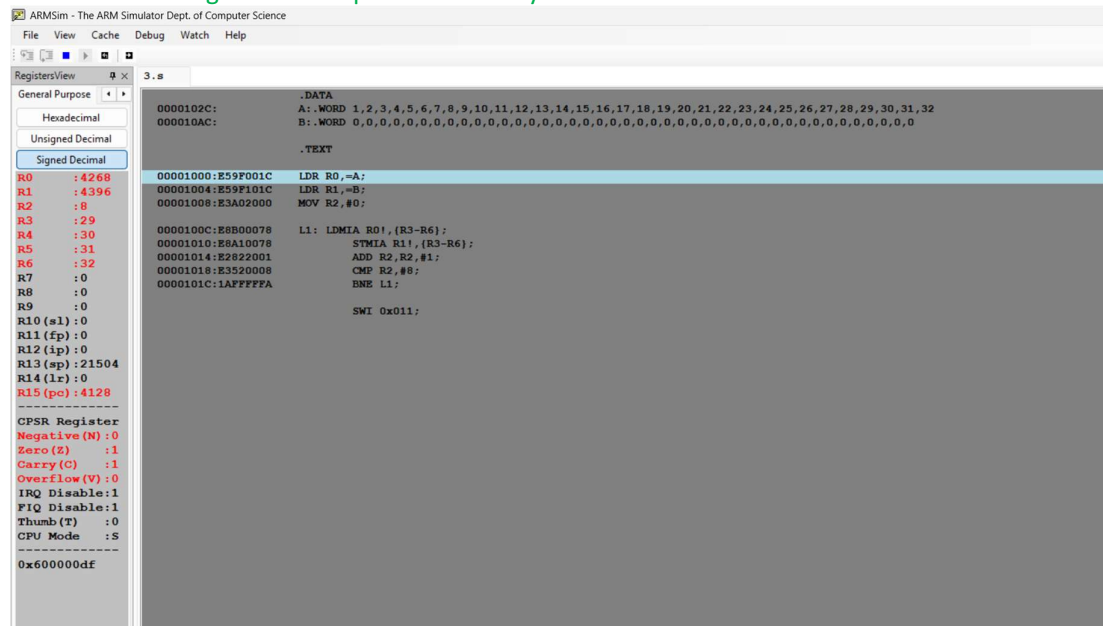 ARMSim - The ARM Simulator Dept. of Computer Science
File View Cache Debug Watch Help
RegistersView
3.s
General Purpose
Hexadecimal
Unsigned Decimal
Signed Decimal
R0 :4268
R1 :4396
R2 :8
R3 :29
R4 :30
R5 :31
R6 :32
R7 :0
R8 :0
R9 :0
R10(sl):0
R11(fp):0
R12(ip):0
R13(sp):21504
R14(lr):0
R15(pc):4128
--------------
CPSR Register
Negative(N):0
Zero(Z) :1
Carry(C) :1
Overflow(V):0
IRQ Disable:1
FIQ Disable:1
Thumb(T) :0
CPU Mode :S
--------------
0x600000df
.DATA
0000102C: A:.WORD 1,2,3,4,5,6,7,8,9,10,11,12,13,14,15,16,17,18,19,20,21,22,23,24,25,26,27,28,29,30,31,32
000010AC: B:.WORD 0,0,0,0,0,0,0,0,0,0,0,0,0,0,0,0,0,0,0,0,0,0,0,0,0,0,0,0,0,0,0,0,0,0,0,0,0,0,0,0,0,0
.TEXT
00001000:E59F001C LDR R0,=A;
00001004:E59F101C LDR R1,=B;
00001008:E3A02000 MOV R2,#0;
0000100C:E8B00078 L1: LDMIA R0!,{R3-R6};
00001010:E8A10078 STMIA R1!,{R3-R6};
00001014:E2822001 ADD R2,R2,#1;
00001018:E3520008 CMP R2,#8;
0000101C:1AFFFFFA BNE L1;
SWI 0x011;